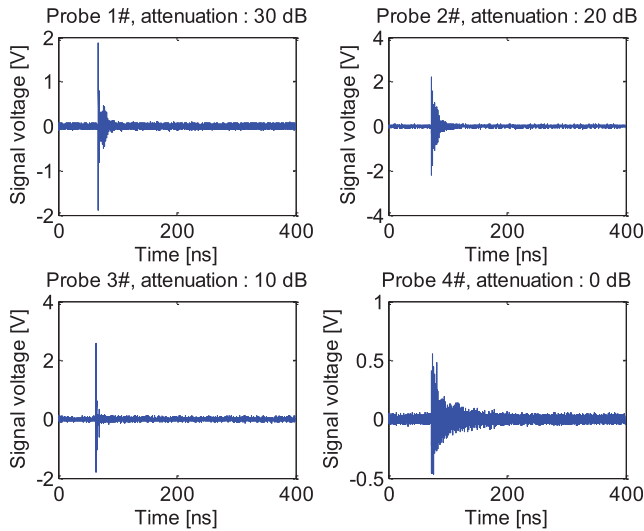 Probe 1#, attenuation : 30 dB
Signal voltage [V]
2
1
0
-1
-2
0
200
400
Time [ns]
Probe 2#, attenuation : 20 dB
Signal voltage [V]
4
2
0
-2
-4
0
200
400
Time [ns]
Probe 3#, attenuation : 10 dB
Signal voltage [V]
4
2
0
-2
0
200
400
Time [ns]
Probe 4#, attenuation : 0 dB
Signal voltage [V]
1
0.5
0
-0.5
0
200
400
Time [ns]